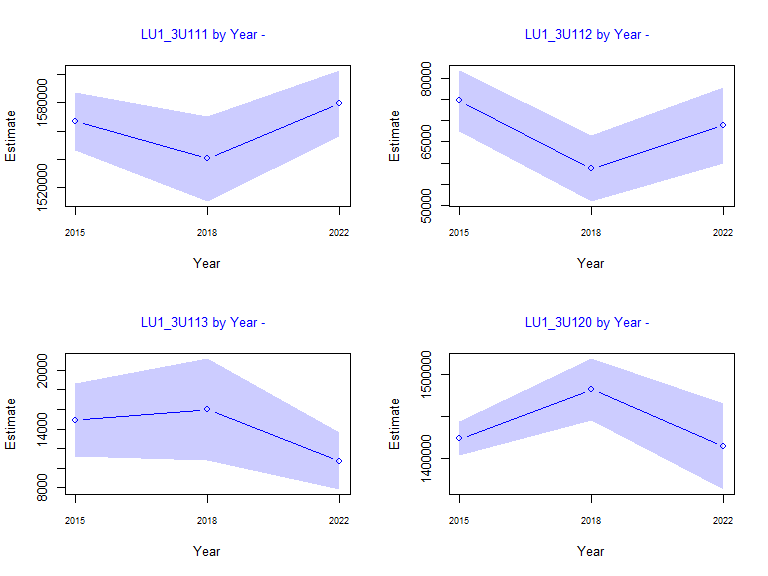 LU1_3U111 by Year -
Estimate
1580000
1520000
2015
2018
2022
Year
LU1_3U112 by Year -
Estimate
80000
65000
50000
2015
2018
2022
Year
LU1_3U113 by Year -
Estimate
20000
14000
8000
2015
2018
2022
Year
LU1_3U120 by Year -
Estimate
1500000
1400000
2015
2018
2022
Year